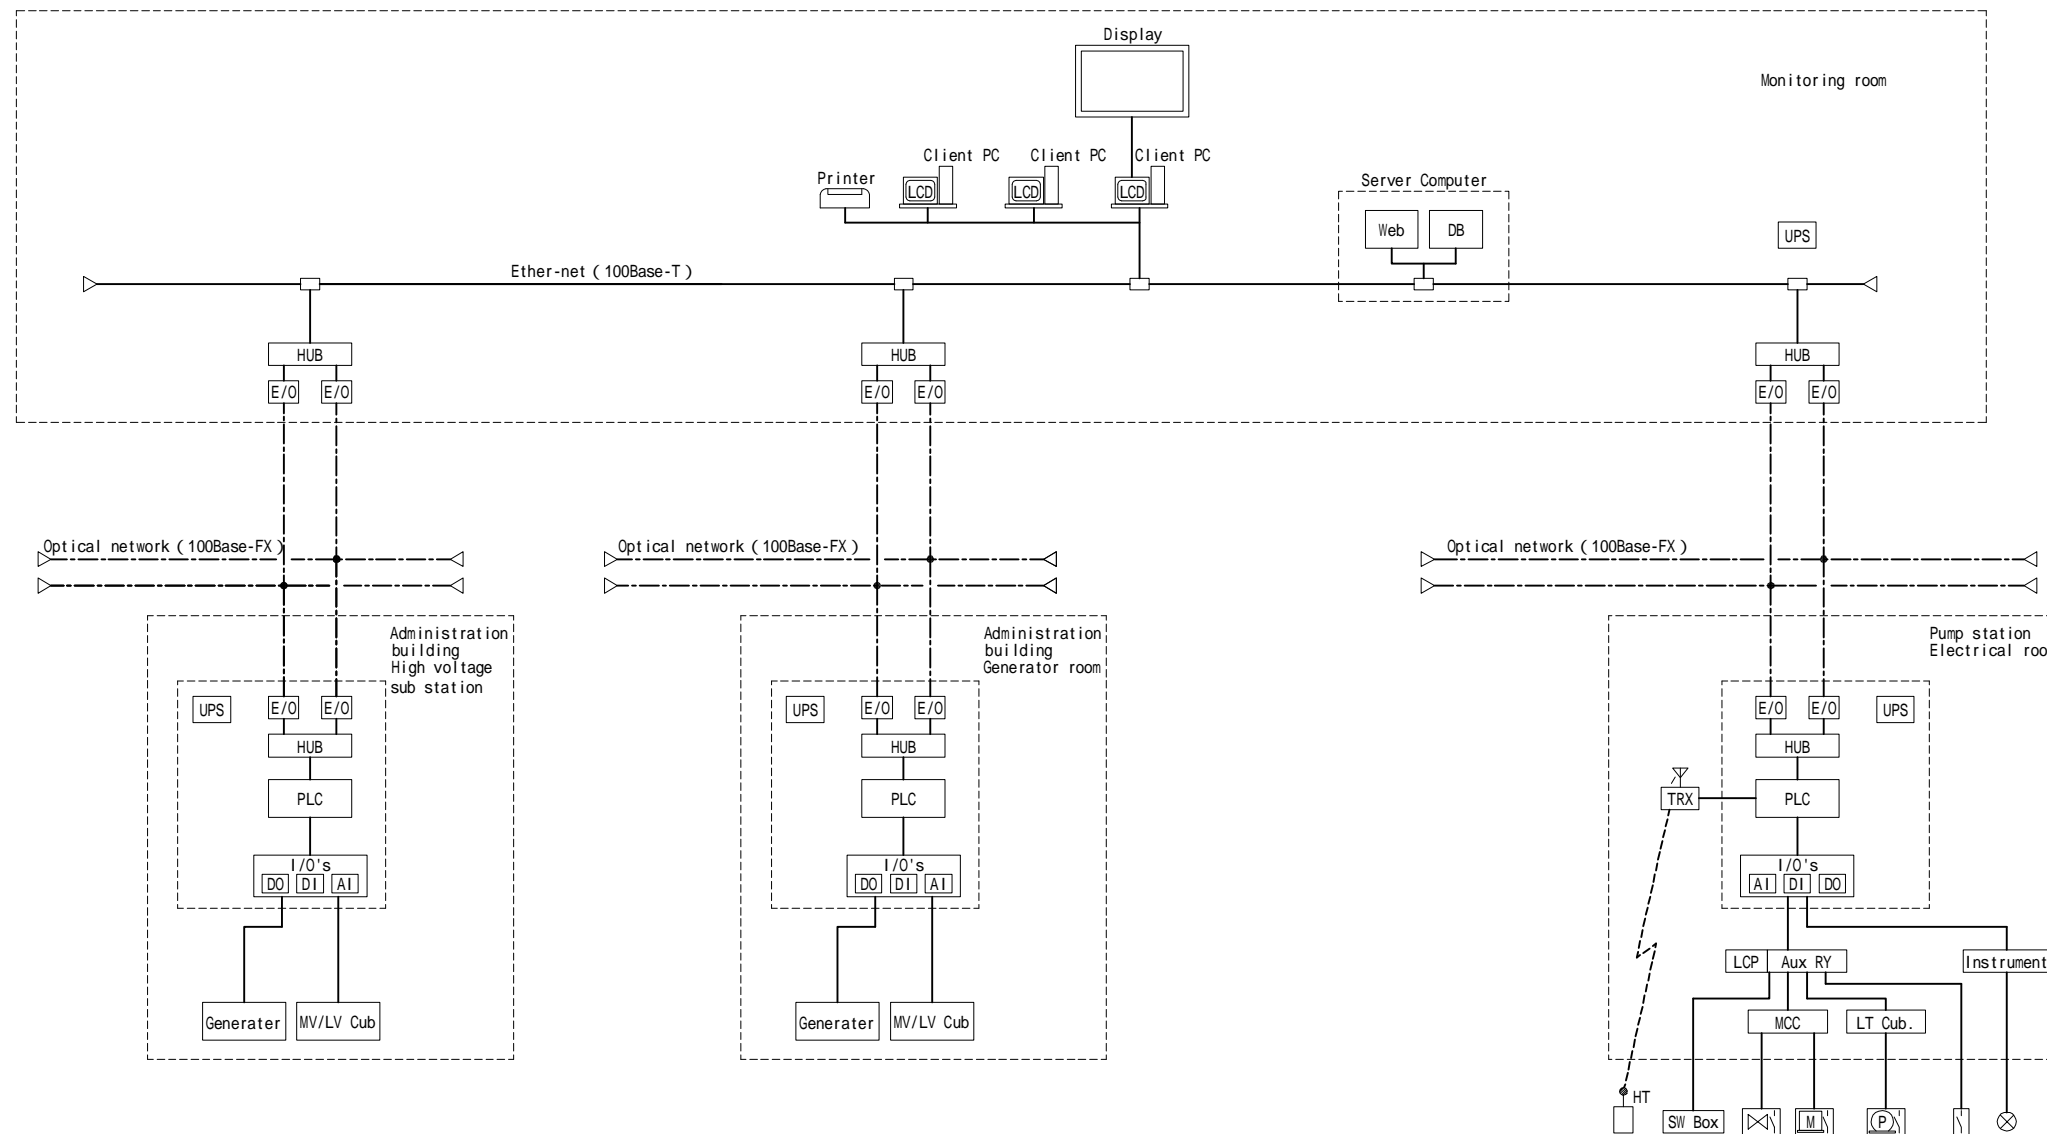 Display
Monitoring room
Client PC
Client PC
Client PC
Printer
LCD
LCD
LCD
Server Computer
Web
DB
UPS
Ether-net (100Base-T)
HUB
HUB
HUB
E/O
E/O
E/O
E/O
E/O
E/O
Optical network (100Base-FX)
Optical network (100Base-FX)
Optical network (100Base-FX)
Administration
building
High voltage
sub station
Administration
building
Generator room
Pump station
Electrical roo
UPS
E/O
E/O
UPS
E/O
E/O
E/O
E/O
UPS
HUB
HUB
HUB
PLC
PLC
TRX
PLC
I/O's
DO
DI
AI
I/O's
DO
DI
AI
I/O's
AI
DI
DO
LCP
Aux RY
Instrument
Generater
MV/LV Cub
Generater
MV/LV Cub
MCC
LT Cub.
HT
SW Box
M
P